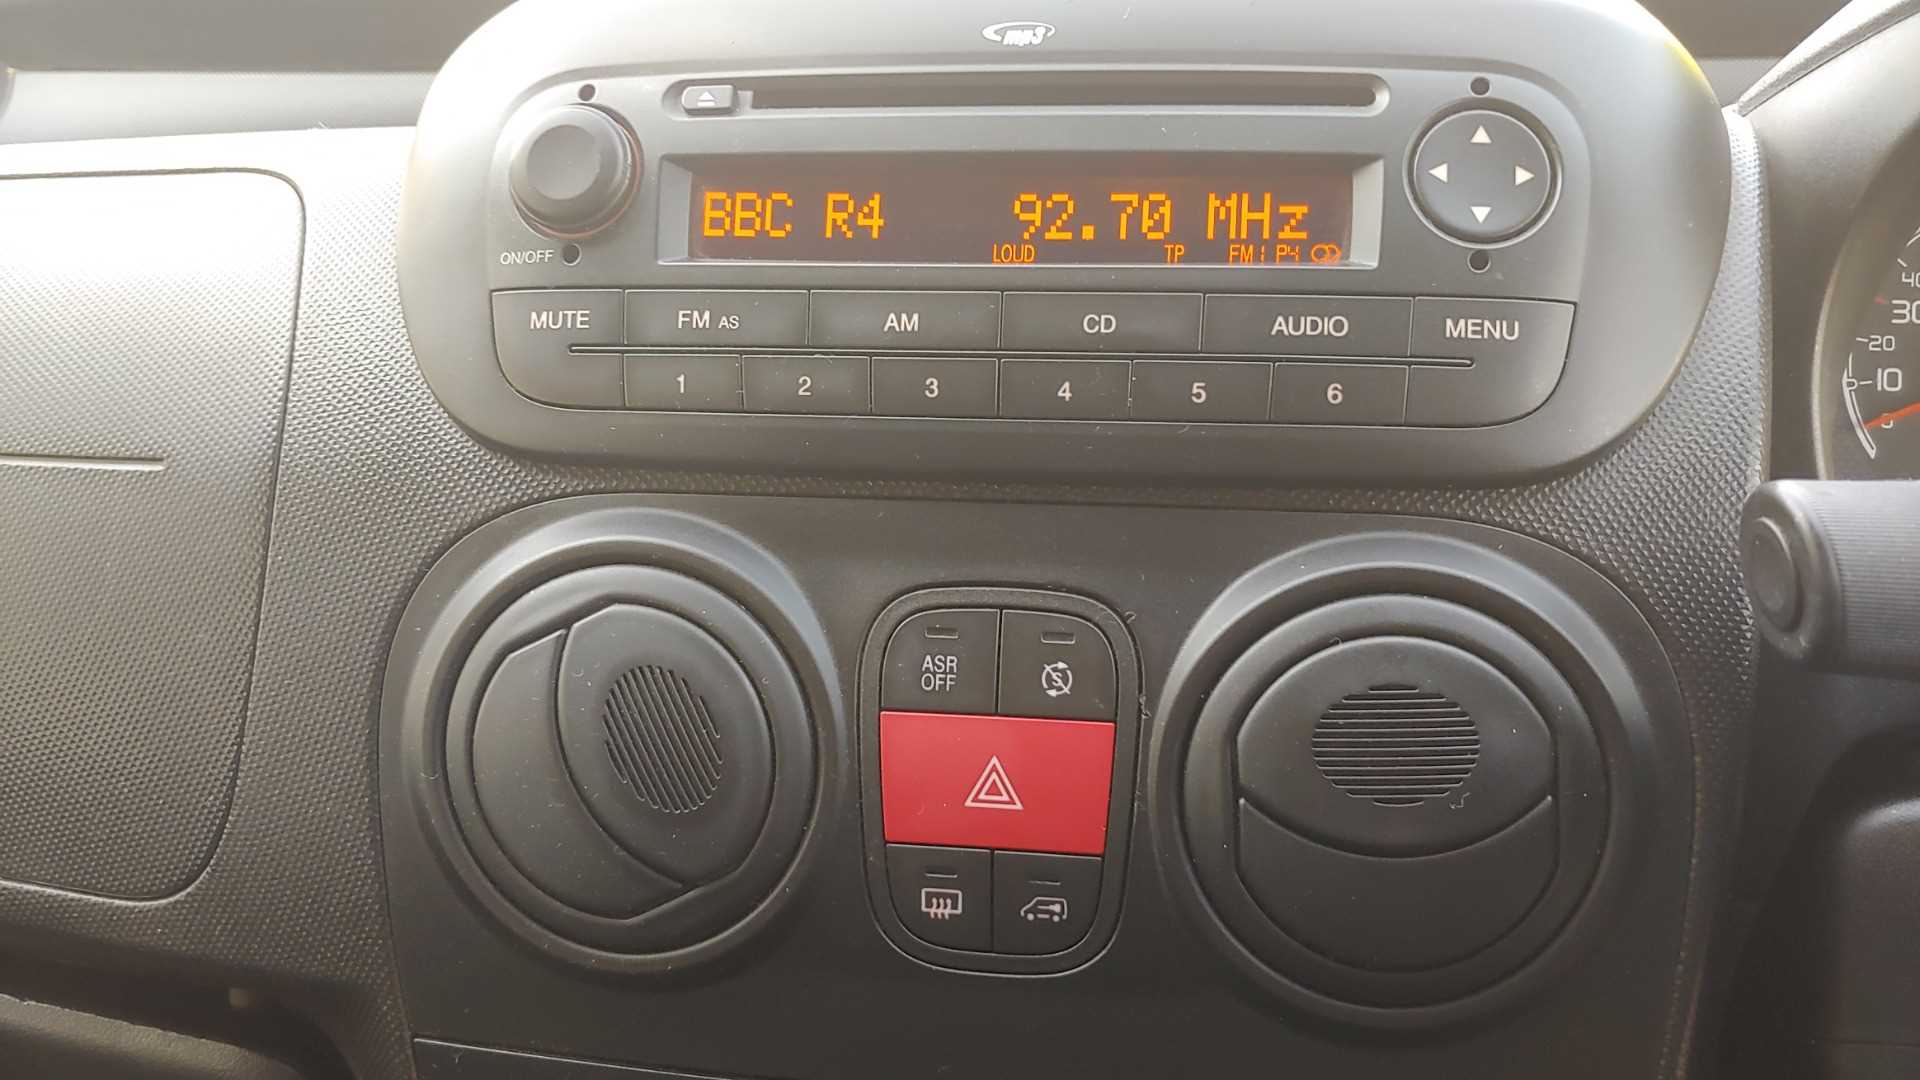 mp3
BBC R4 92.70 MHz
LOUD TP FM1 P4
ON/OFF
MUTE FM AS AM CD AUDIO MENU
1 2 3 4 5 6
40
30
20
10
0
ASR
OFF
S